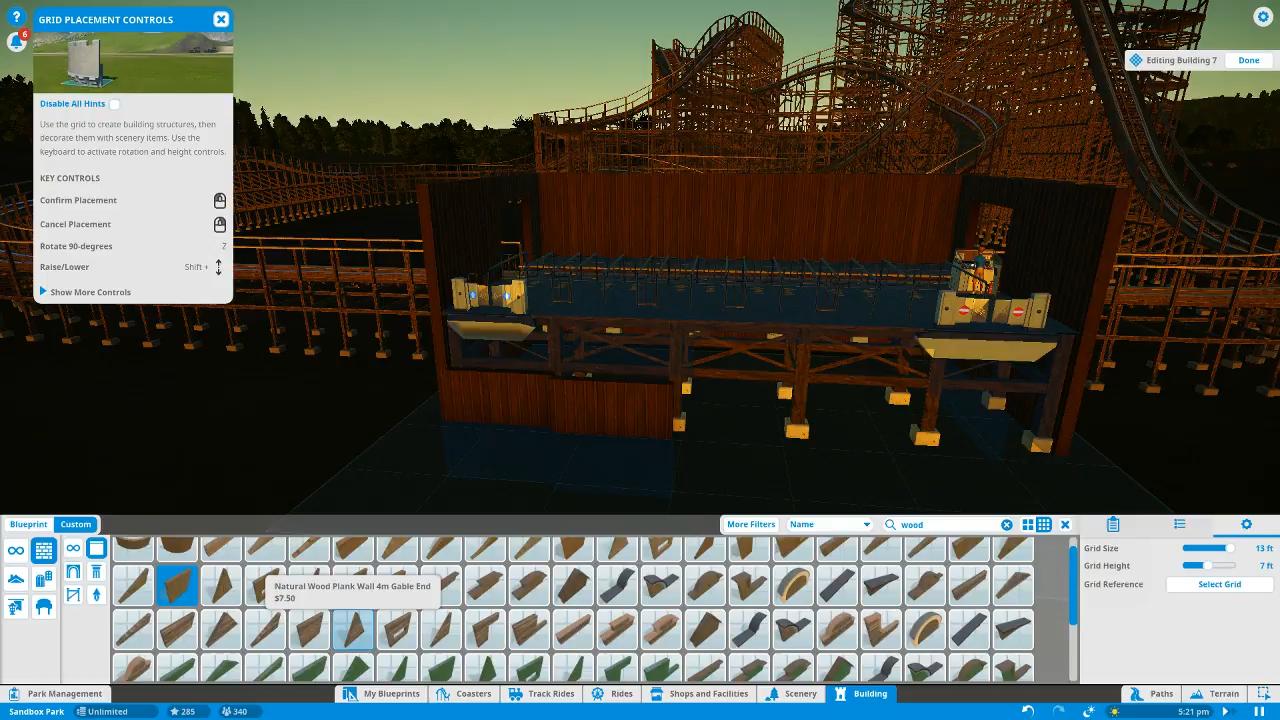 ?
GRID PLACEMENT CONTROLS
6
Disable All Hints
Use the grid to create building structures, then
decorate them with scenery items. Use the
keyboard to activate rotation and height controls.
KEY CONTROLS
Confirm Placement
Cancel Placement
Rotate 90-degrees Z
Raise/Lower Shift +
Show More Controls
Editing Building 7 Done
Blueprint Custom More Filters Name wood
Natural Wood Plank Wall 4m Gable End
$7.50
Grid Size 13 ft
Grid Height 7 ft
Grid Reference Select Grid
Park Management My Blueprints Coasters Track Rides Rides Shops and Facilities Scenery Building Paths Terrain
Sandbox Park Unlimited 285 340 5:21 pm